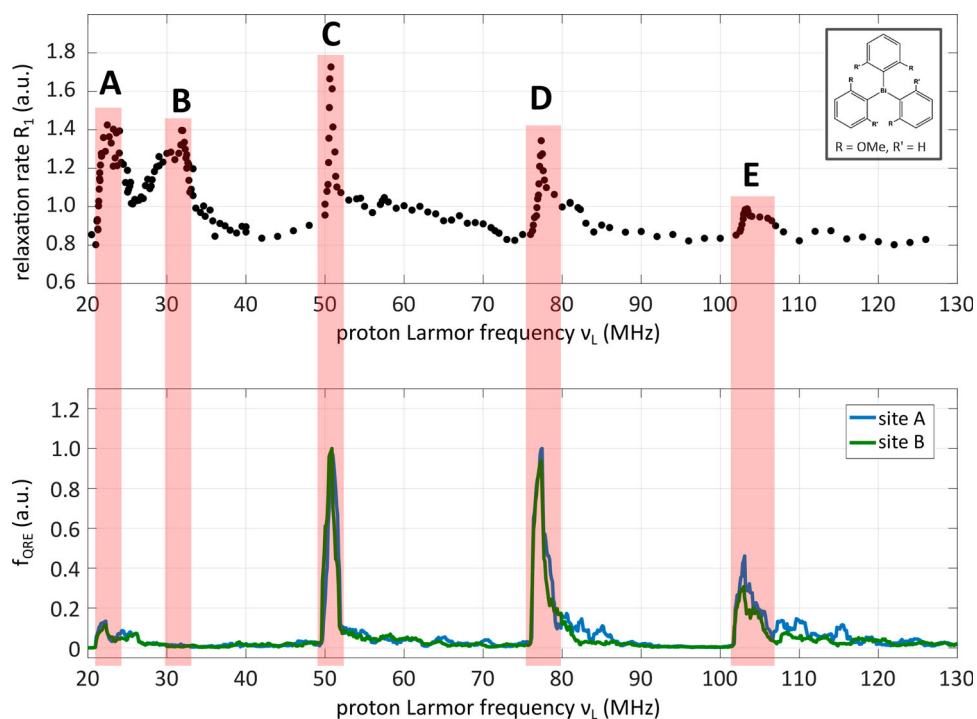 A
B
C
D
E
relaxation rate R₁ (a.u.)
1.8
1.6
1.4
1.2
1.0
0.8
0.6
20 30 40 50 60 70 80 90 100 110 120 130
proton Larmor frequency ν_L (MHz)
R'
R
R
Bi
R'
R'
R
R = OMe, R' = H
f_QRE (a.u.)
1.2
1.0
0.8
0.6
0.4
0.2
0
site A
site B
20 30 40 50 60 70 80 90 100 110 120 130
proton Larmor frequency ν_L (MHz)